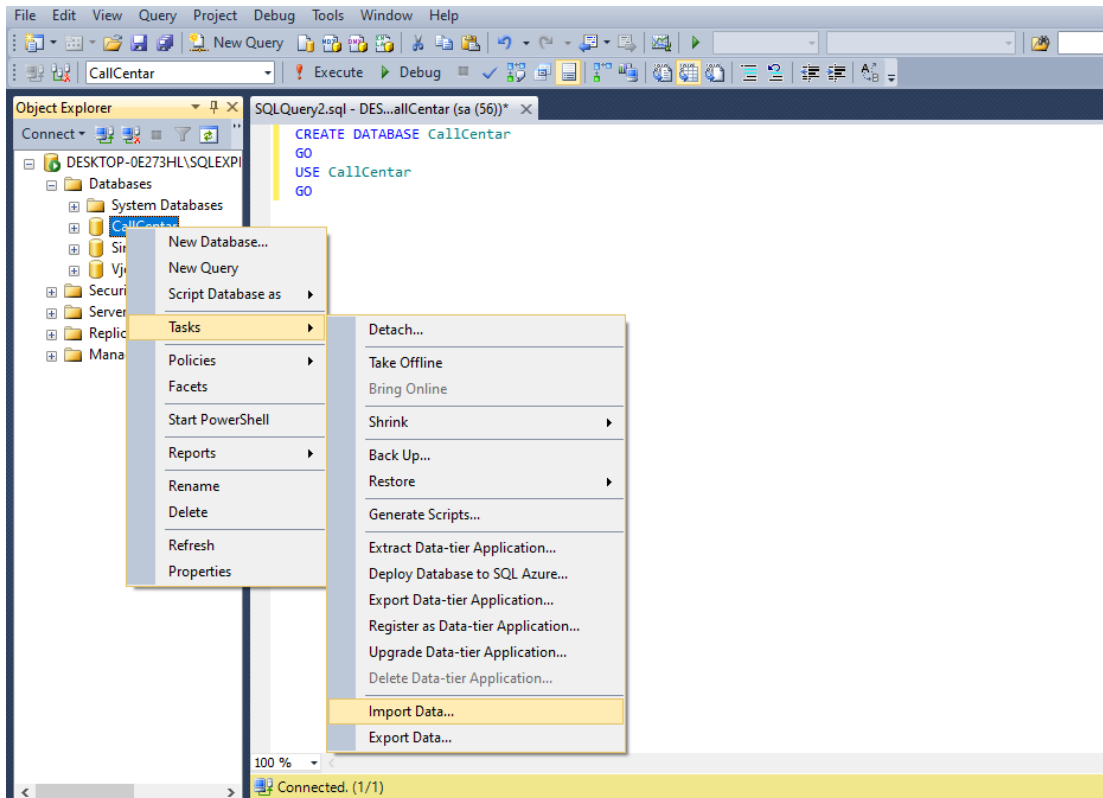 File Edit View Query Project Debug Tools Window Help
New Query
CallCentar Execute Debug
Object Explorer
SQLQuery2.sql - DES...allCentar (sa (56))*
Connect
DESKTOP-0E273HL\SQLEXPI
Databases
System Databases
CallCentar
Sir
Vj
Securi
Server
Replic
Mana
CREATE DATABASE CallCentar
GO
USE CallCentar
GO
New Database...
New Query
Script Database as
Tasks
Policies
Facets
Start PowerShell
Reports
Rename
Delete
Refresh
Properties
Detach...
Take Offline
Bring Online
Shrink
Back Up...
Restore
Generate Scripts...
Extract Data-tier Application...
Deploy Database to SQL Azure...
Export Data-tier Application...
Register as Data-tier Application...
Upgrade Data-tier Application...
Delete Data-tier Application...
Import Data...
Export Data...
100 %
Connected. (1/1)